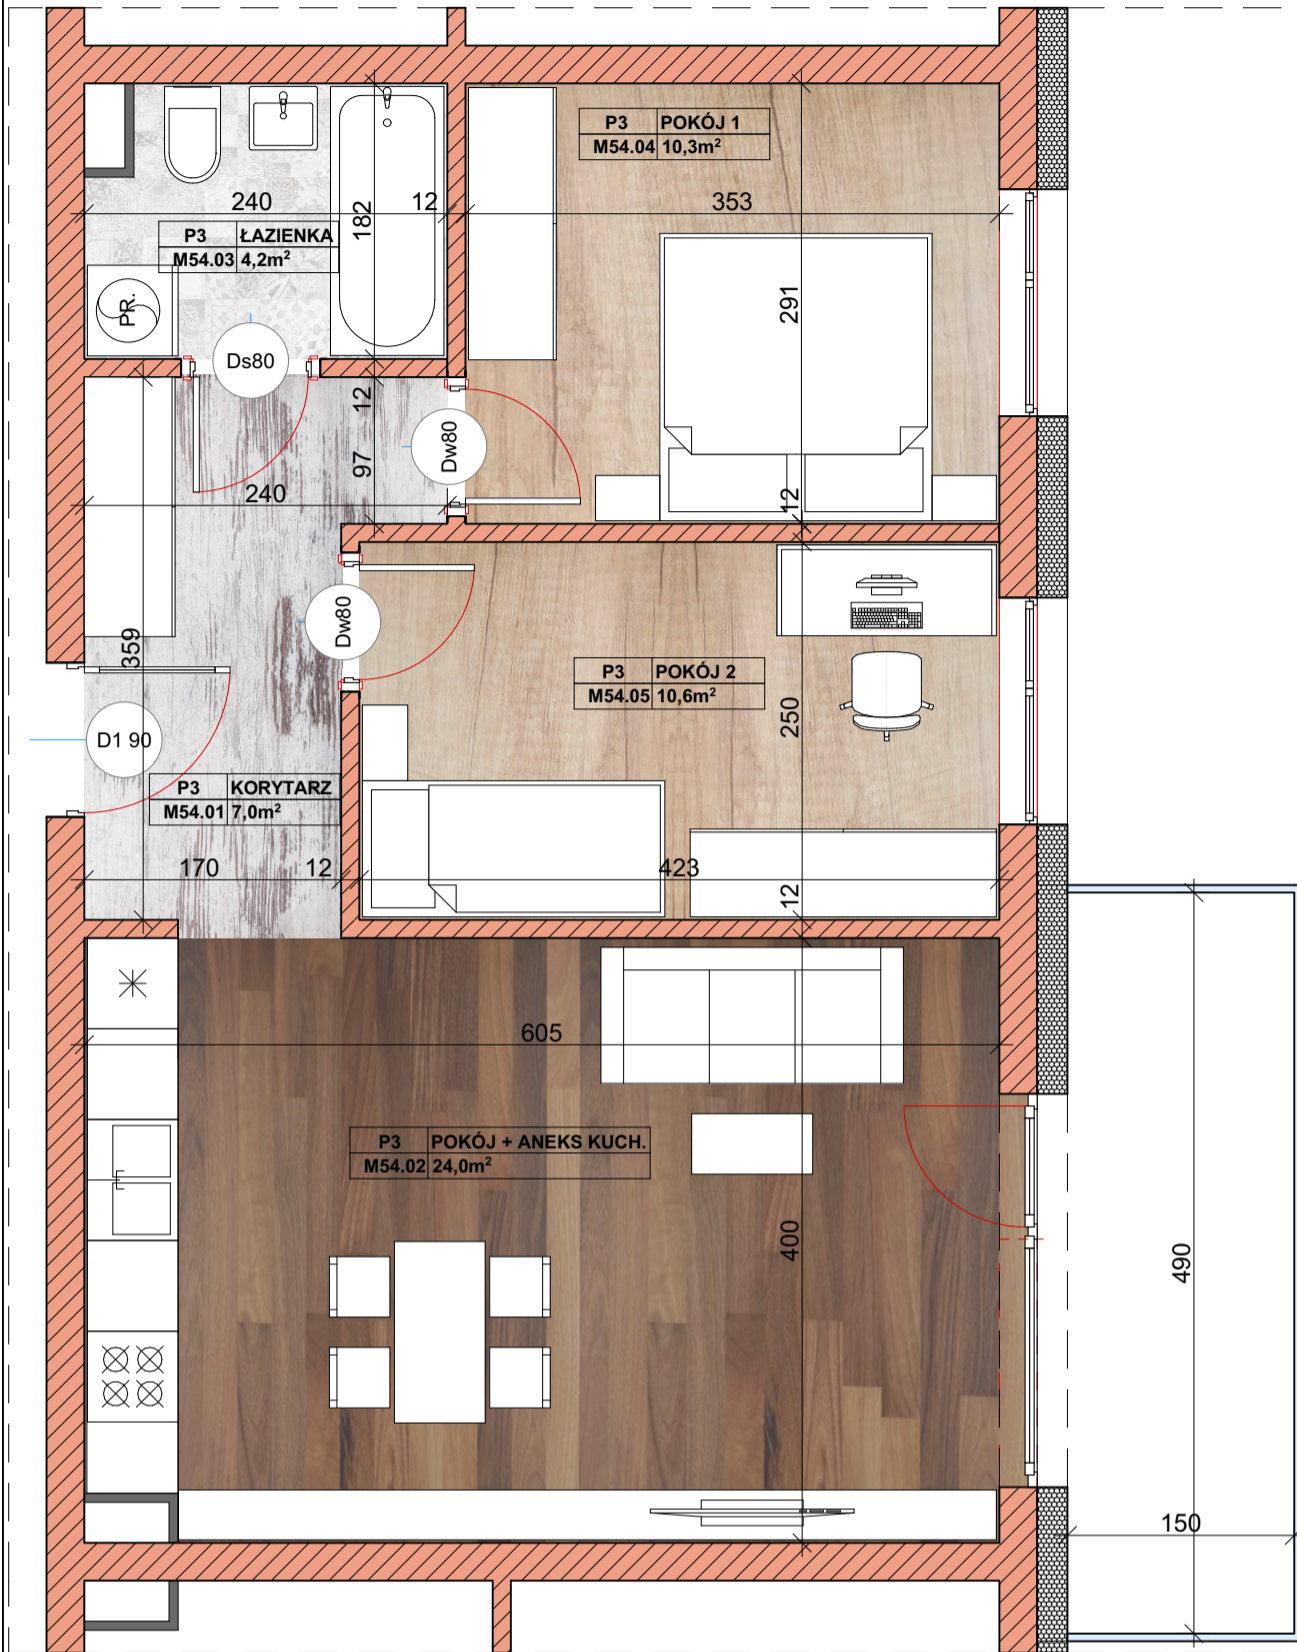 P3 POKÓJ 1
M54.04 10,3m²
240
12
182
353
P3 ŁAZIENKA
M54.03 4,2m²
291
PR.
Ds80
12
97
Dw80
240
12
Dw80
359
P3 POKÓJ 2
M54.05 10,6m²
250
D1 90
P3 KORYTARZ
M54.01 7,0m²
170
12
423
12
605
P3 POKÓJ + ANEKS KUCH.
M54.02 24,0m²
400
490
150